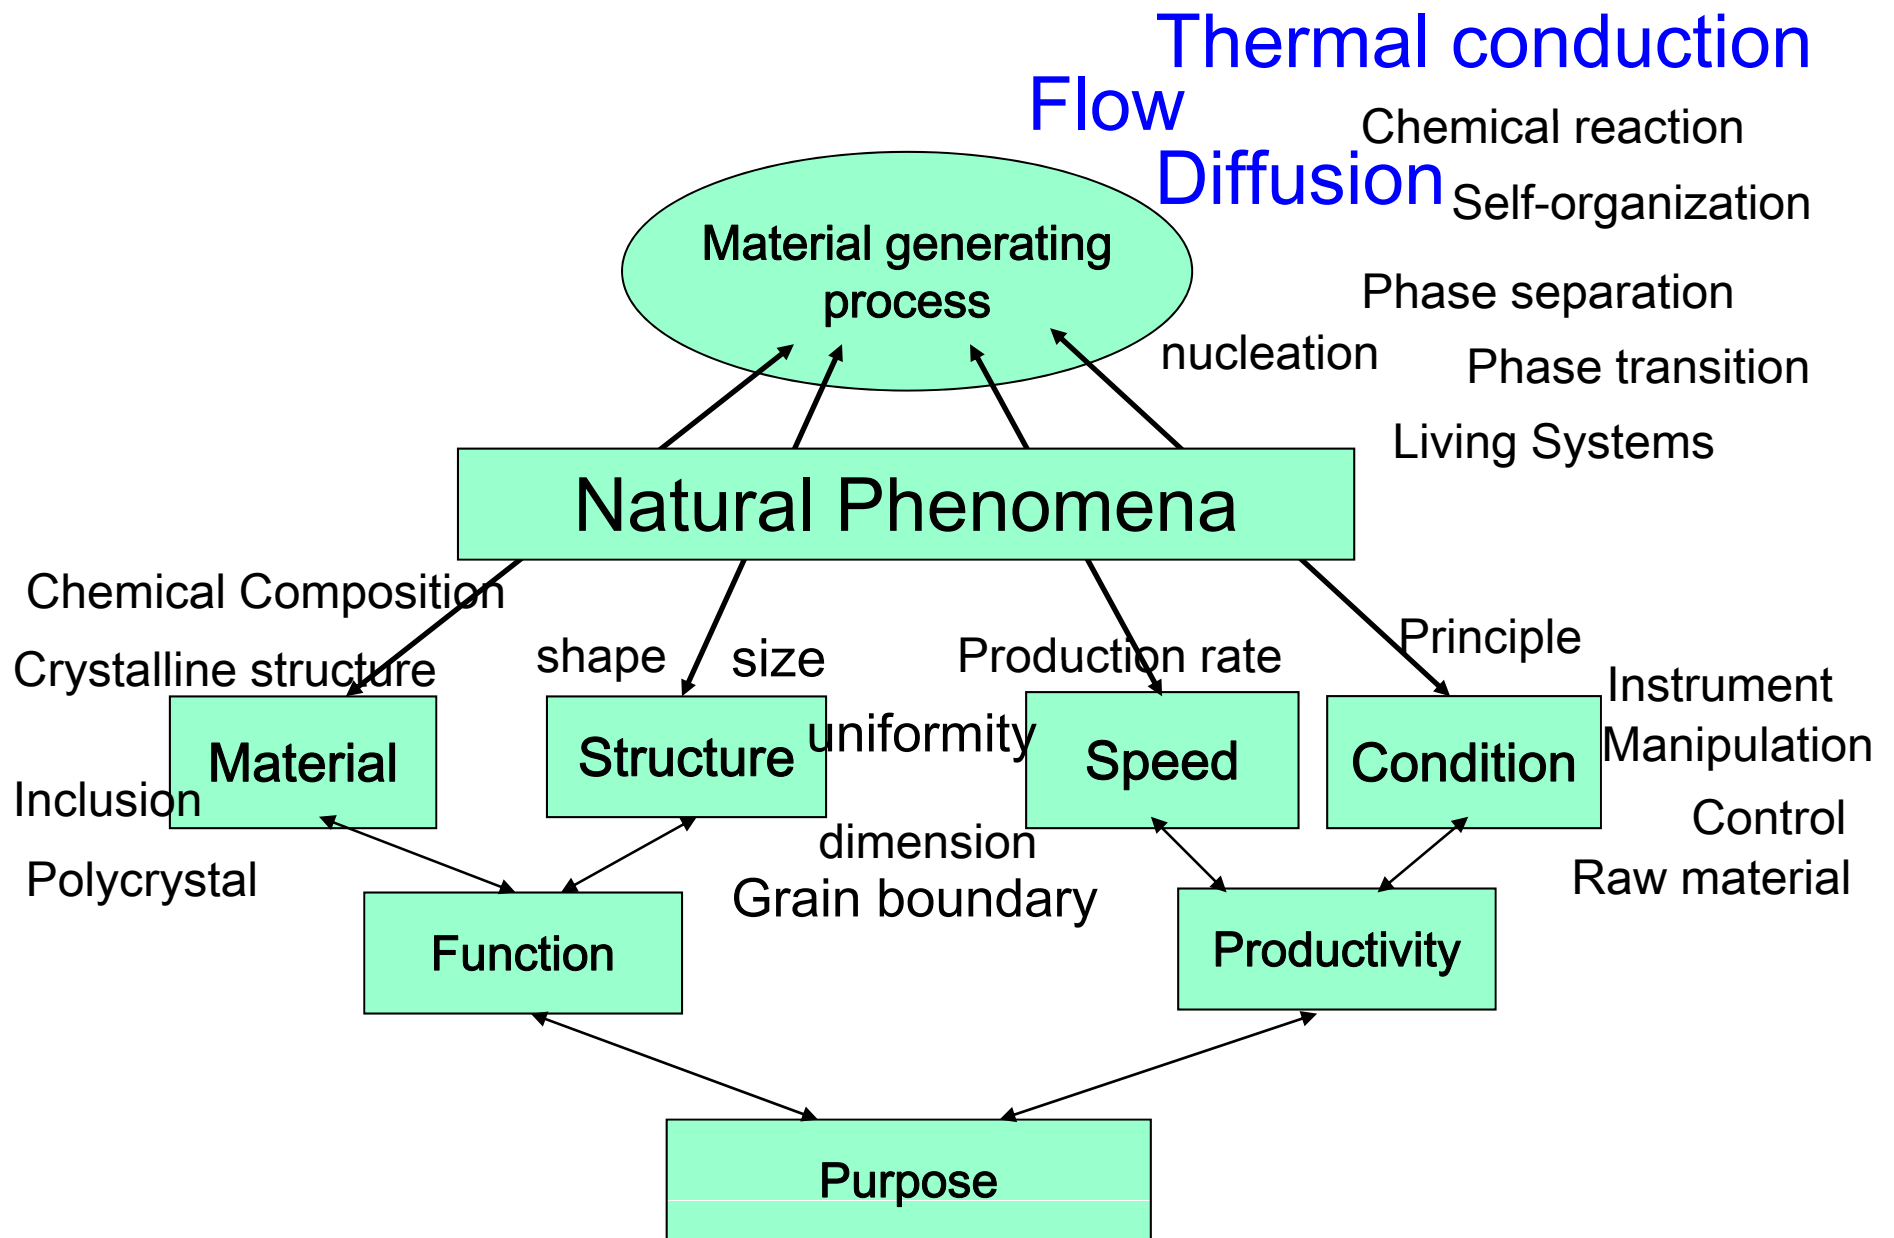 Thermal conduction
Flow
Chemical reaction
Diffusion
Self-organization
Material generating
process
Phase separation
nucleation
Phase transition
Living Systems
Natural Phenomena
Chemical Composition
Crystalline structure
shape
size
Production rate
Principle
Instrument
Manipulation
Material
Structure
uniformity
Speed
Condition
Inclusion
Control
dimension
Polycrystal
Grain boundary
Raw material
Function
Productivity
Purpose